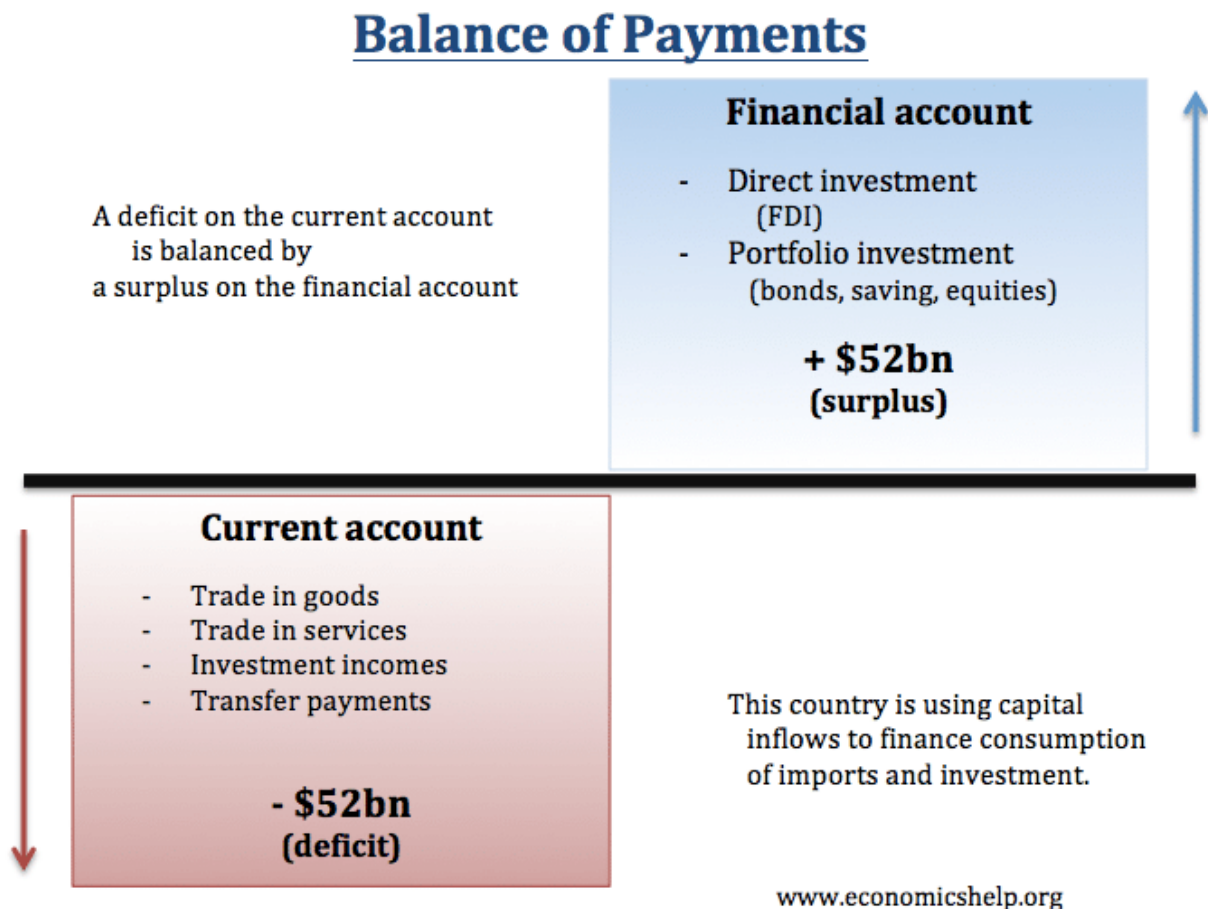 Balance of Payments
Financial account
- Direct investment
(FDI)
- Portfolio investment
(bonds, saving, equities)
+ $52bn
(surplus)
A deficit on the current account
is balanced by
a surplus on the financial account
Current account
- Trade in goods
- Trade in services
- Investment incomes
- Transfer payments
- $52bn
(deficit)
This country is using capital
inflows to finance consumption
of imports and investment.
www.economicshelp.org